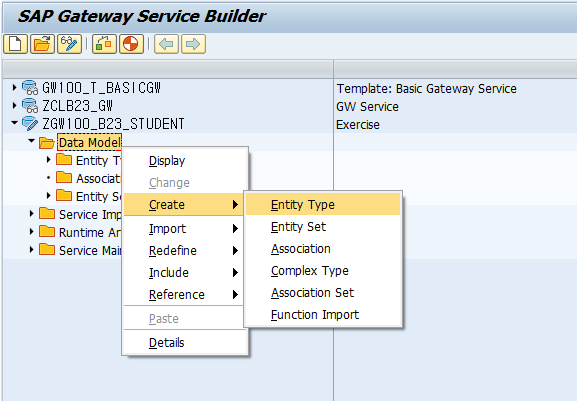 SAP Gateway Service Builder
GW100_T_BASICGW Template: Basic Gateway Service
ZCLB23_GW GW Service
ZGW100_B23_STUDENT Exercise
Data Model
Entity Ty
Associat
Entity Se
Service Imp
Runtime Ar
Service Mai
Display
Change
Create
Import
Redefine
Include
Reference
Paste
Details
Entity Type
Entity Set
Association
Complex Type
Association Set
Function Import